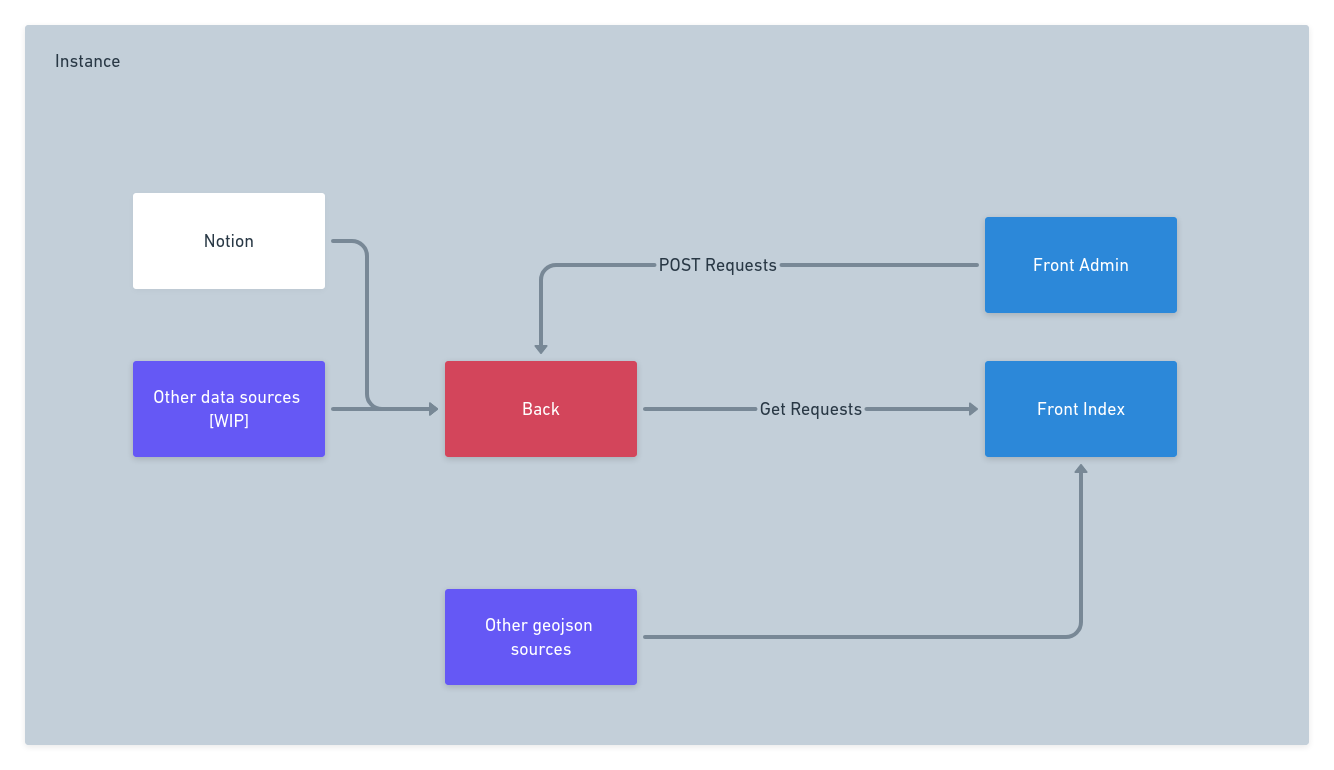 Instance
Notion
POST Requests
Front Admin
Other data sources
[WIP]
Back
Get Requests
Front Index
Other geojson
sources